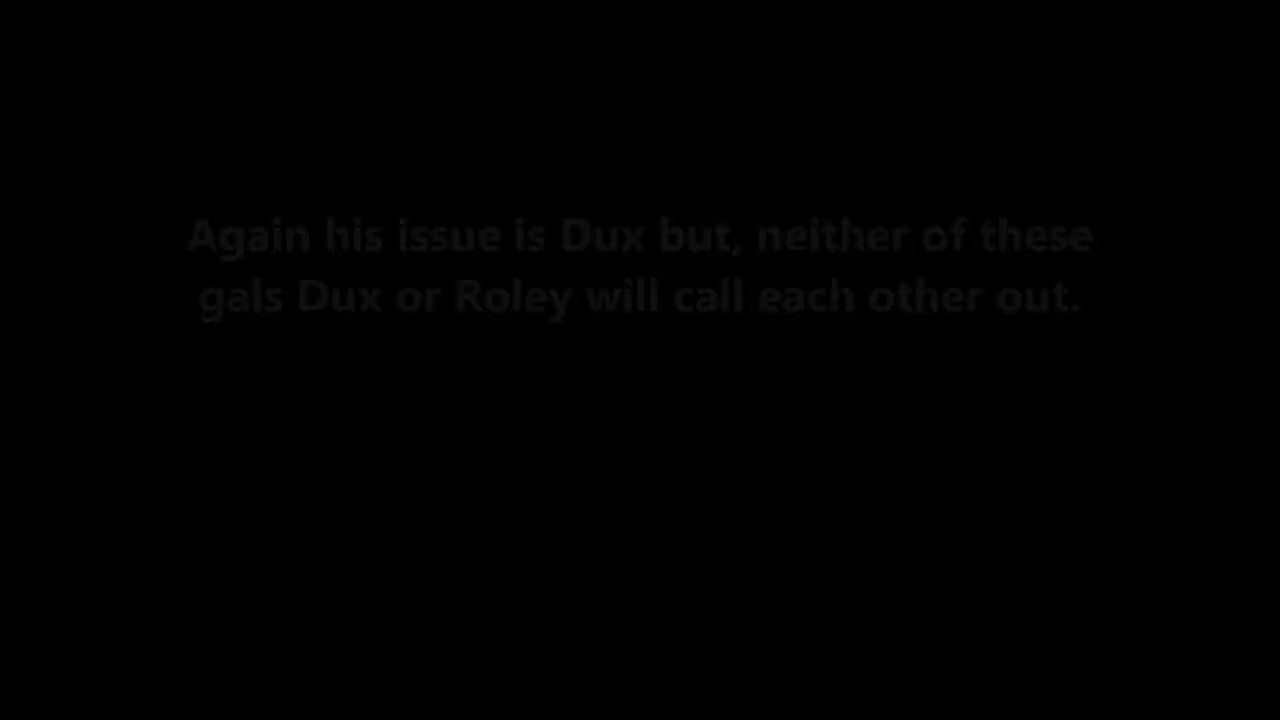 Again his issue is Dux but, neither of these
gals Dux or Roley will call each other out.